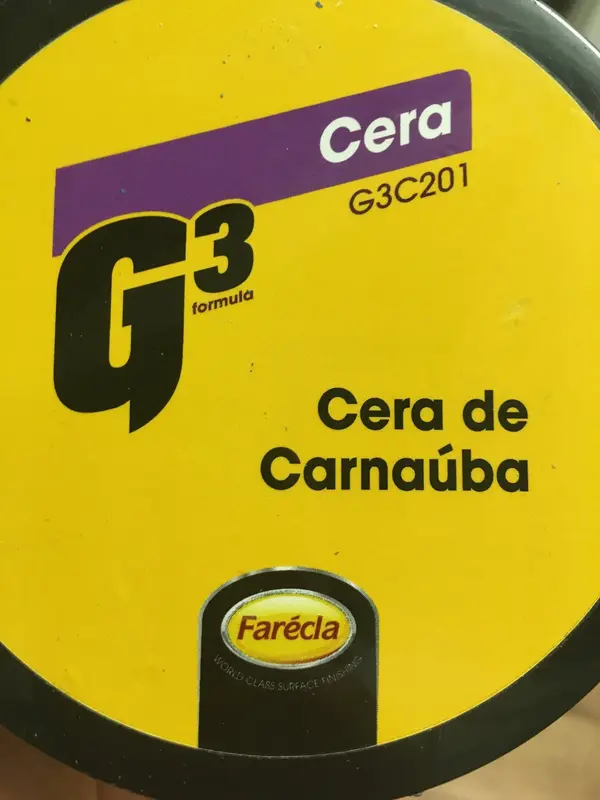 Cera
G3C201
G3
formula
Cera de
Carnaúba
Farécla
WORLD CLASS SURFACE FINISHING